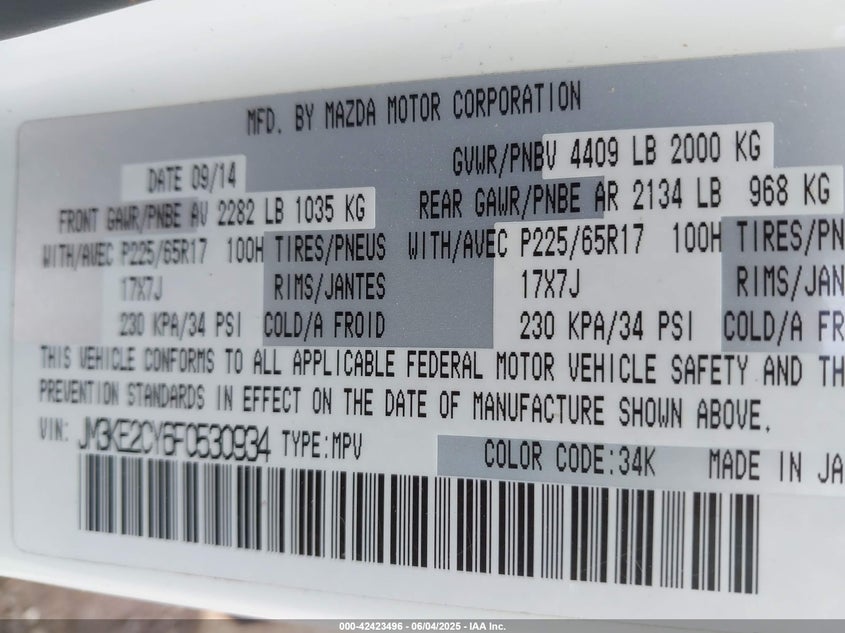 MFD. BY MAZDA MOTOR CORPORATION
DATE 09/14 GVWR/PNBV 4409 LB 2000 KG
FRONT GAWR/PNBE AV 2282 LB 1035 KG REAR GAWR/PNBE AR 2134 LB 968 KG
WITH/AVEC P225/65R17 100H TIRES/PNEUS WITH/AVEC P225/65R17 100H TIRES/PN
17X7J RIMS/JANTES 17X7J RIMS/JANTE
230 KPA/34 PSI COLD/A FROID 230 KPA/34 PSI COLD/A FR
THIS VEHICLE CONFORMS TO ALL APPLICABLE FEDERAL MOTOR VEHICLE SAFETY AND TH
PREVENTION STANDARDS IN EFFECT ON THE DATE OF MANUFACTURE SHOWN ABOVE.
VIN: JM3KE2CY6F0530934 TYPE:MPV COLOR CODE:34K MADE IN JA
000-42423496 - 06/04/2025 - IAA Inc.